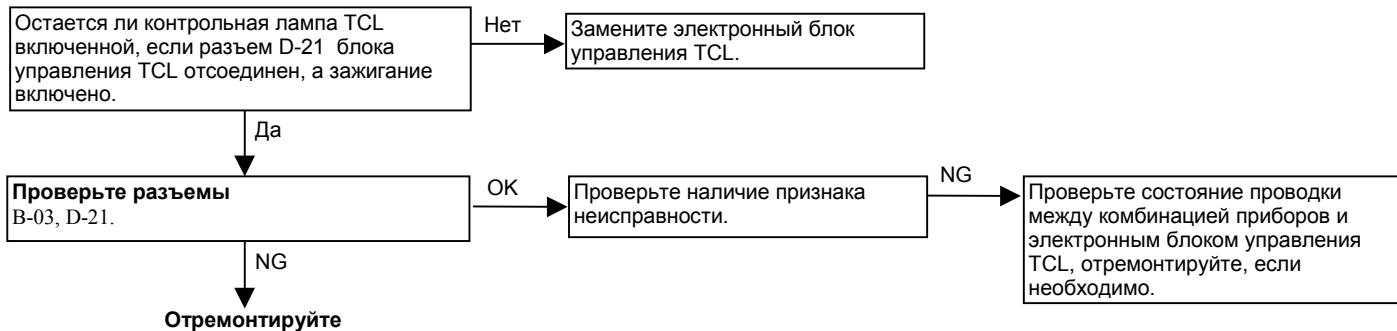 Остается ли контрольная лампа TCL
включенной, если разъем D-21 блока
управления TCL отсоединен, а зажигание
включено.
Нет
Замените электронный блок
управления TCL.
Да
Проверьте разъемы
B-03, D-21.
OK
Проверьте наличие признака
неисправности.
NG
Проверьте состояние проводки
между комбинацией приборов и
электронным блоком управления
TCL, отремонтируйте, если
необходимо.
NG
Отремонтируйте